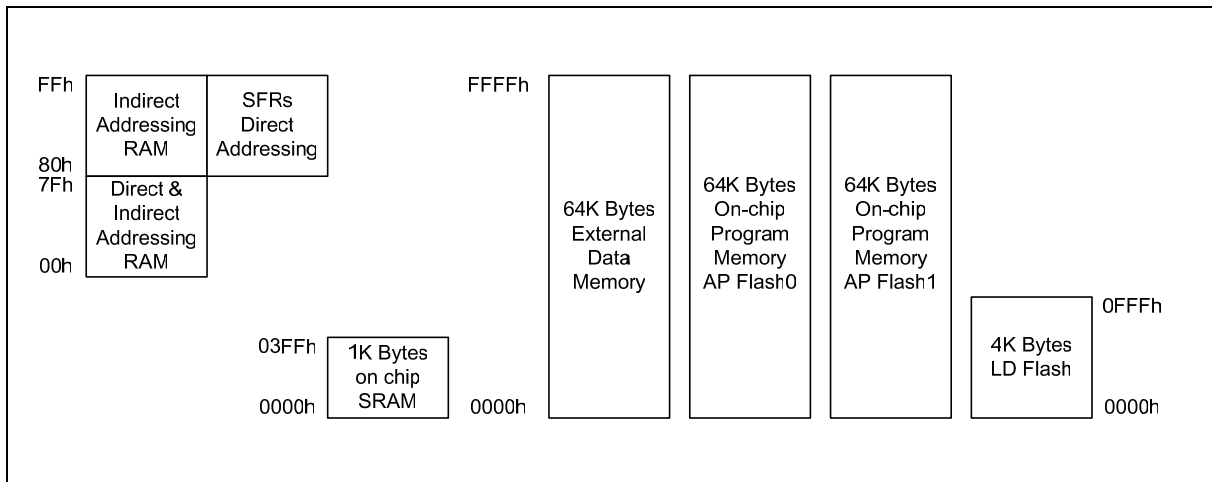 FFh
Indirect
Addressing
RAM
SFRs
Direct
Addressing
80h
7Fh
Direct &
Indirect
Addressing
RAM
00h
03FFh
1K Bytes
on chip
SRAM
0000h
FFFFh
0000h
64K Bytes
External
Data
Memory
64K Bytes
On-chip
Program
Memory
AP Flash0
64K Bytes
On-chip
Program
Memory
AP Flash1
4K Bytes
LD Flash
0FFFh
0000h